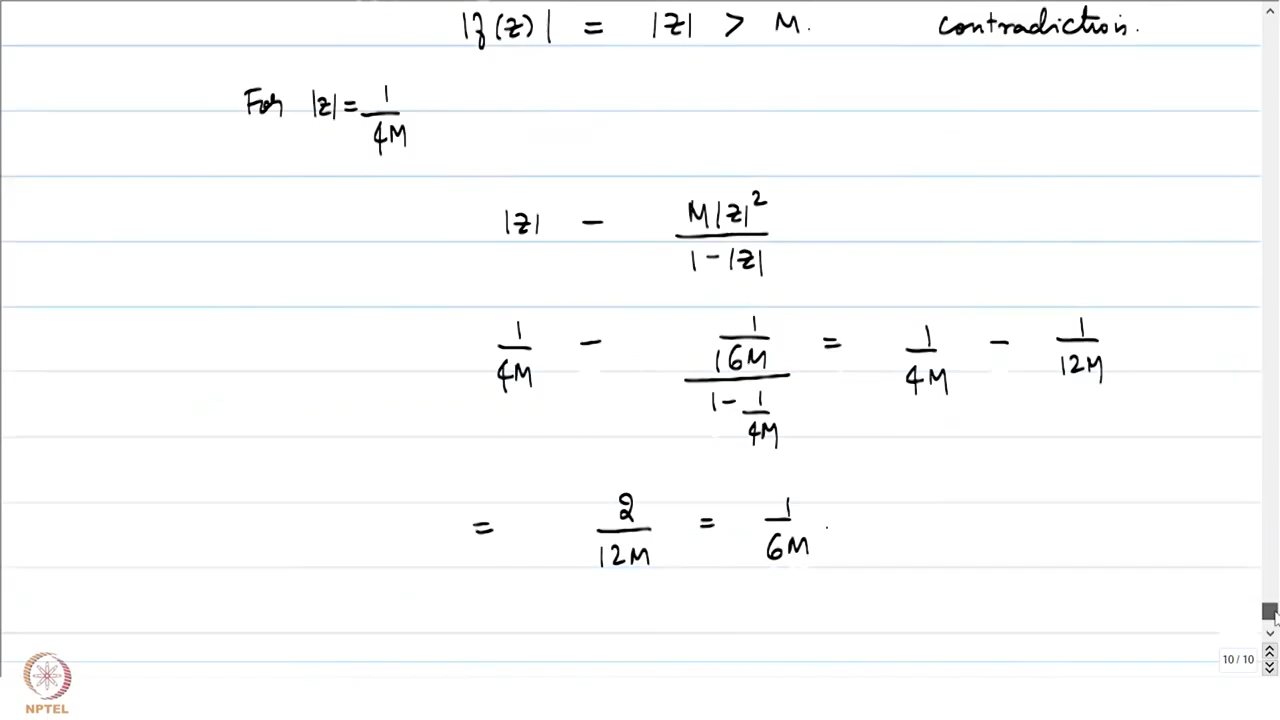 |f(z)| = |z| > M. contradiction.
For |z| = 1/4M
|z| - M|z|²/(1-|z|)
1/4M - (1/16M)/(1 - 1/4M) = 1/4M - 1/12M
= 2/12M = 1/6M.
10 / 10
NPTEL